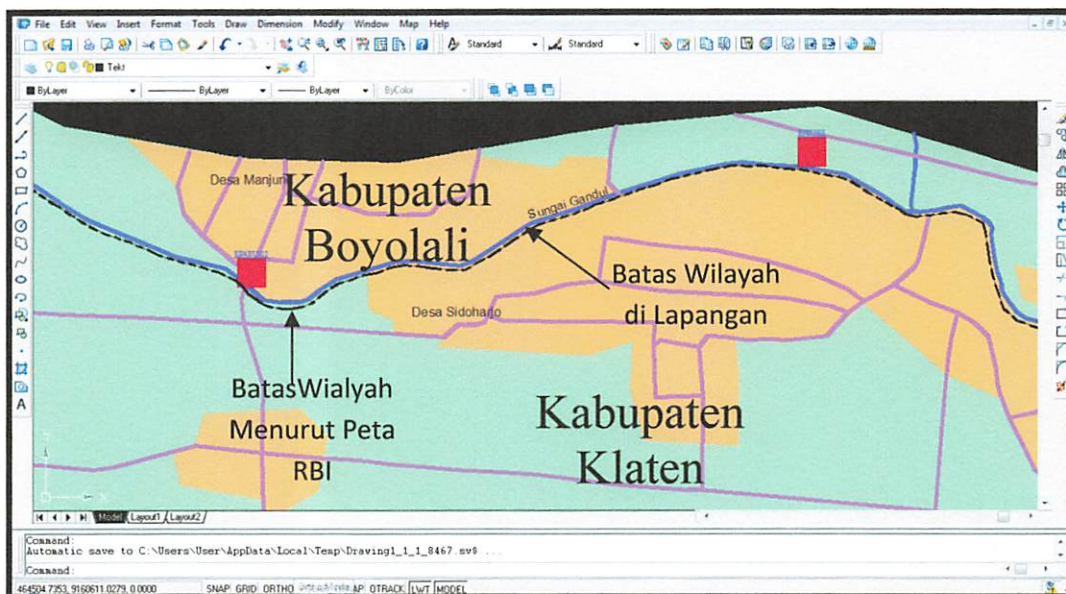 File Edit View Insert Format Tools Draw Dimension Modify Window Map Help
Standard Standard
Tekt
ByLayer ByLayer ByLayer ByColor
Desa Manjung
Kabupaten
Boyolali
Sungai Gandul
Batas Wilayah
di Lapangan
Desa Sidoharjo
BatasWialyah
Menurut Peta
RBI
Kabupaten
Klaten
Model Layout1 Layout2
Command:
Automatic save to C:\Users\User\AppData\Local\Temp\Drawing1_1_1_8467.sv$ ...
Command:
464504.7353, 9160611.0279, 0.0000 SNAP GRID ORTHO OTRACK LWT MODEL